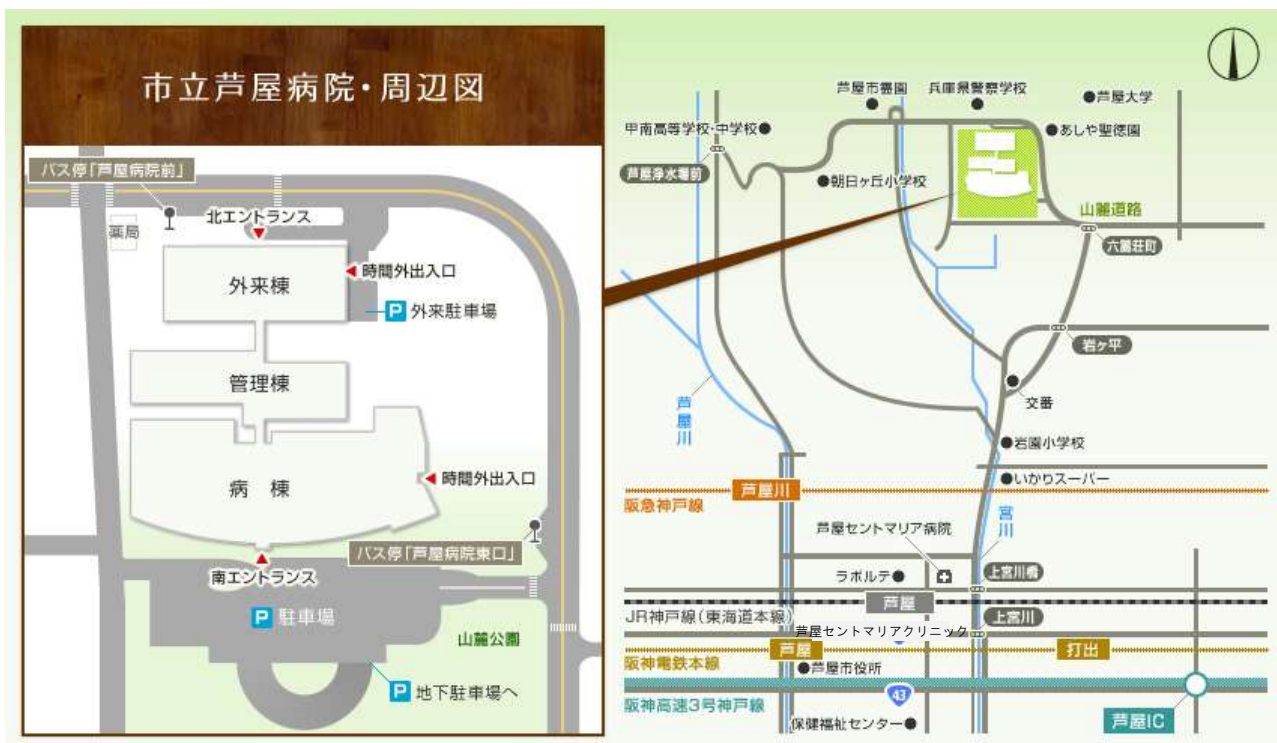 市立芦屋病院・周辺図
バス停「芦屋病院前」
北エントランス
薬局
時間外出入口
外来棟
P 外来駐車場
管理棟
病 棟
時間外出入口
バス停「芦屋病院東口」
南エントランス
P 駐車場
山麓公園
P 地下駐車場へ
芦屋市霊園
兵庫県警察学校
芦屋大学
甲南高等学校・中学校
あしや聖徳園
芦屋浄水場前
朝日ヶ丘小学校
山麓道路
六麓荘町
岩ヶ平
交番
芦屋川
岩園小学校
いかりスーパー
芦屋川
阪急神戸線
宮川
芦屋セントマリア病院
ラポルテ
上宮川橋
芦屋
JR神戸線(東海道本線)
上宮川
芦屋セントマリアクリニック
芦屋
打出
阪神電鉄本線
芦屋市役所
43
阪神高速3号神戸線
芦屋IC
保健福祉センター